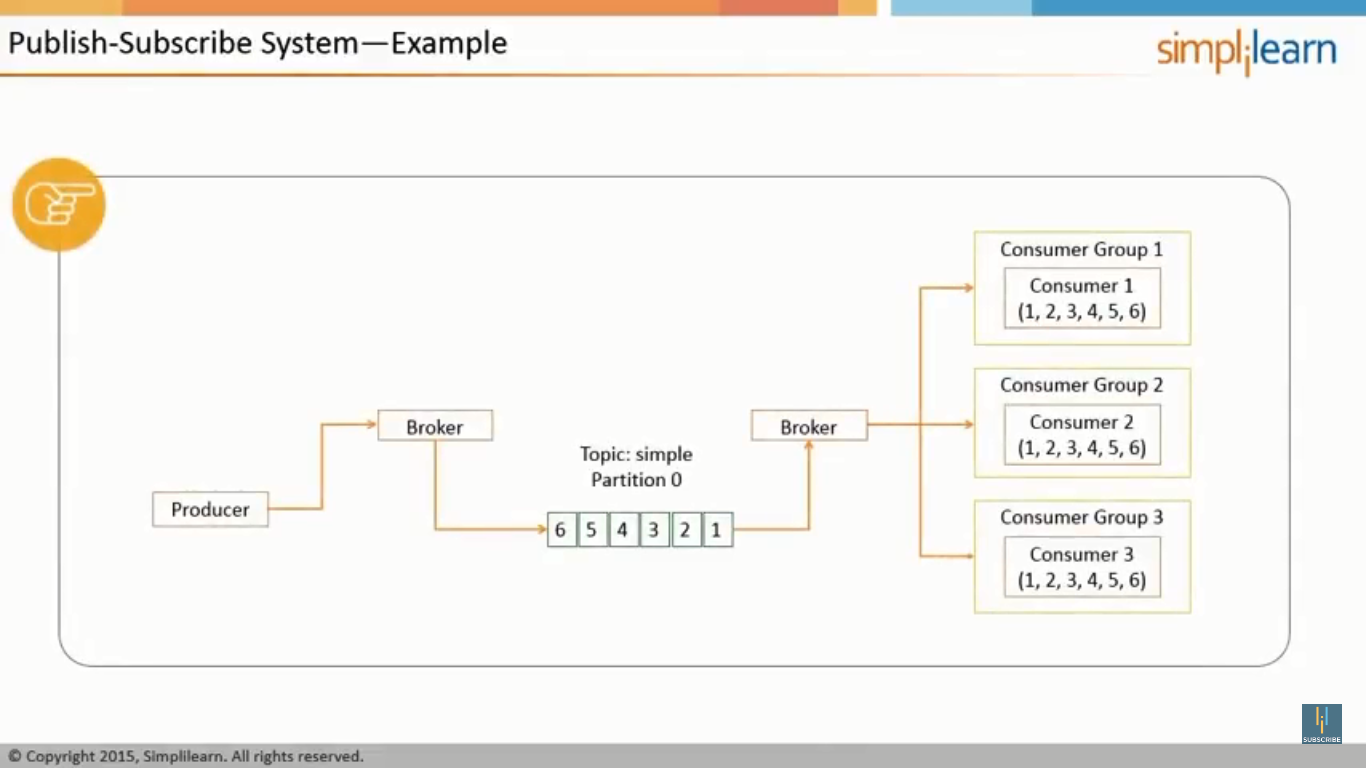 Publish-Subscribe System—Example
simplilearn
Consumer Group 1
Consumer 1
(1, 2, 3, 4, 5, 6)
Consumer Group 2
Consumer 2
(1, 2, 3, 4, 5, 6)
Broker
Broker
Topic: simple
Partition 0
Producer
6 5 4 3 2 1
Consumer Group 3
Consumer 3
(1, 2, 3, 4, 5, 6)
SUBSCRIBE
© Copyright 2015, Simplilearn. All rights reserved.